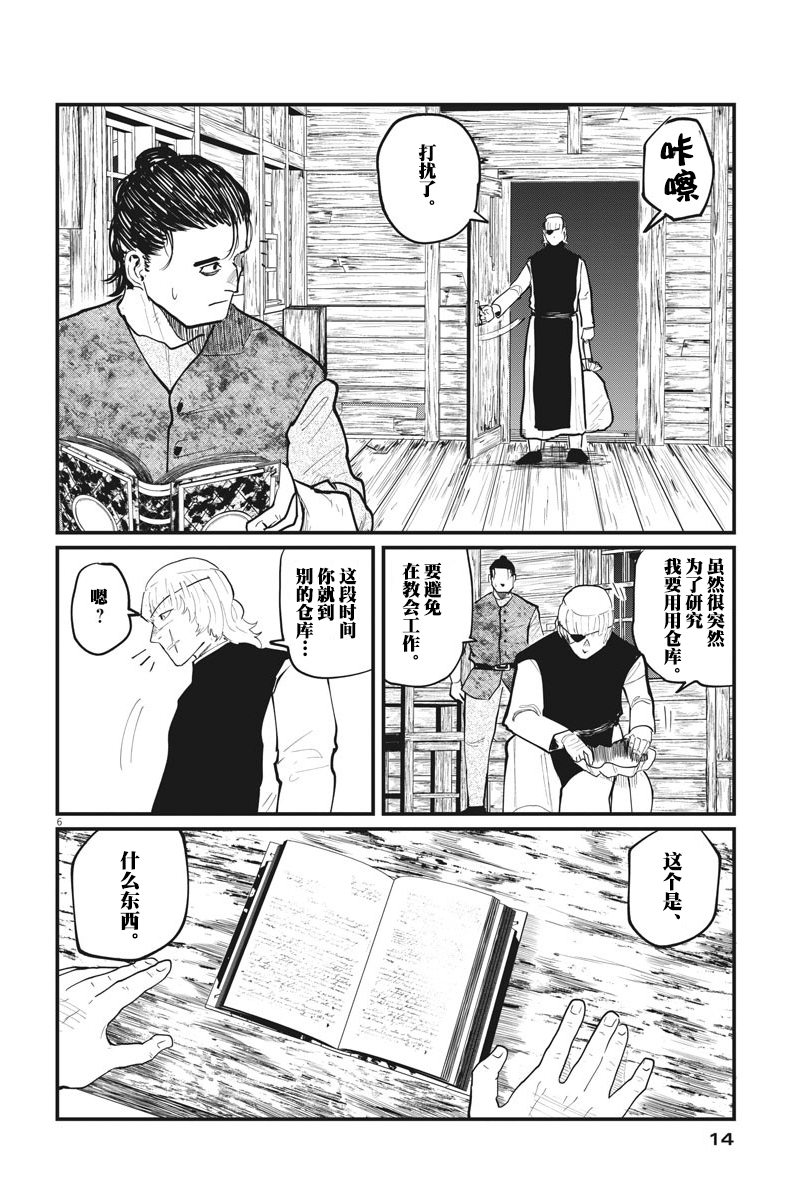 咔嚓
打扰了。
虽然很突然
为了研究
我要用用仓库。
要避免
在教会工作。
这段时间
你就到
别的仓库…
嗯?
6
这个是、
什么东西。
14